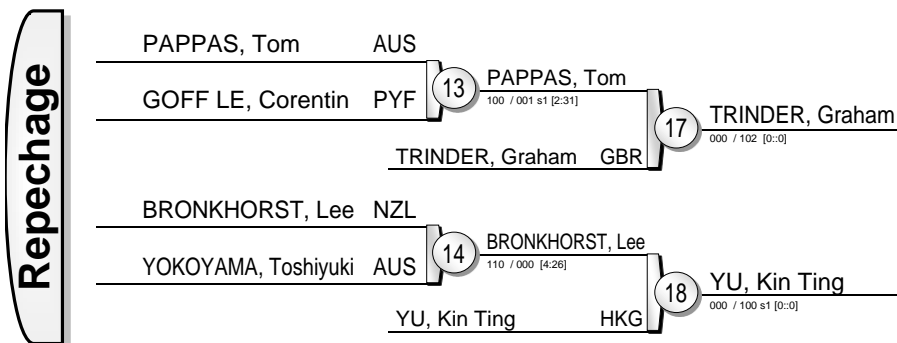 Repechage
PAPPAS, Tom AUS
GOFF LE, Corentin PYF
13
PAPPAS, Tom
100 / 001 s1 [2:31]
TRINDER, Graham GBR
17
TRINDER, Graham
000 / 102 [0::0]
BRONKHORST, Lee NZL
YOKOYAMA, Toshiyuki AUS
14
BRONKHORST, Lee
110 / 000 [4:26]
YU, Kin Ting HKG
18
YU, Kin Ting
000 / 100 s1 [0::0]